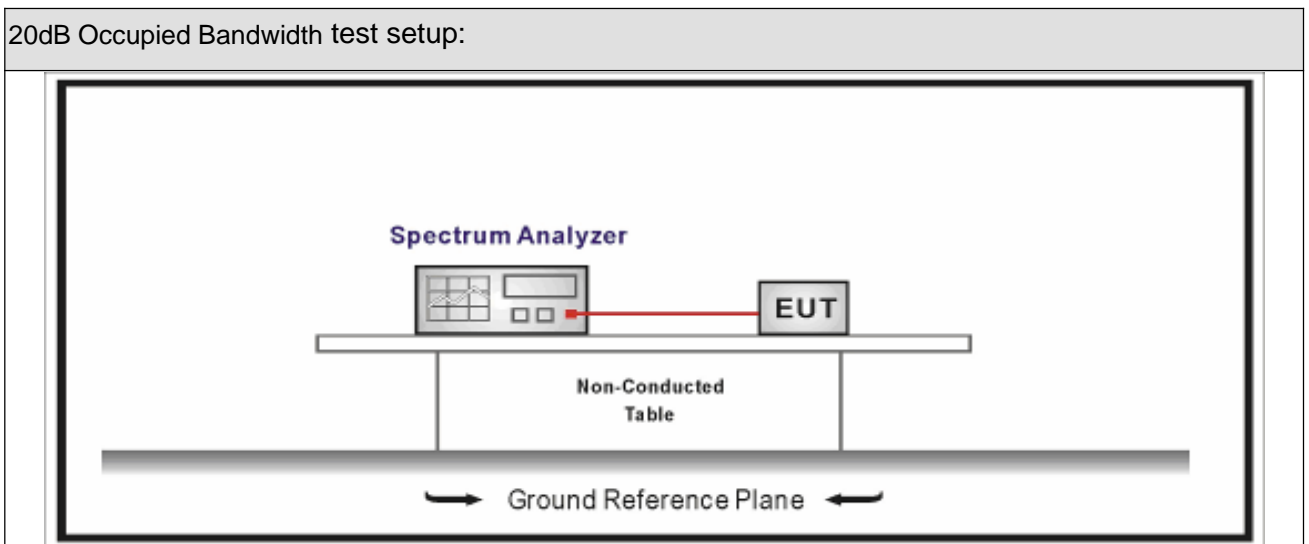 20dB Occupied Bandwidth test setup:
Spectrum Analyzer
EUT
Non-Conducted
Table
Ground Reference Plane